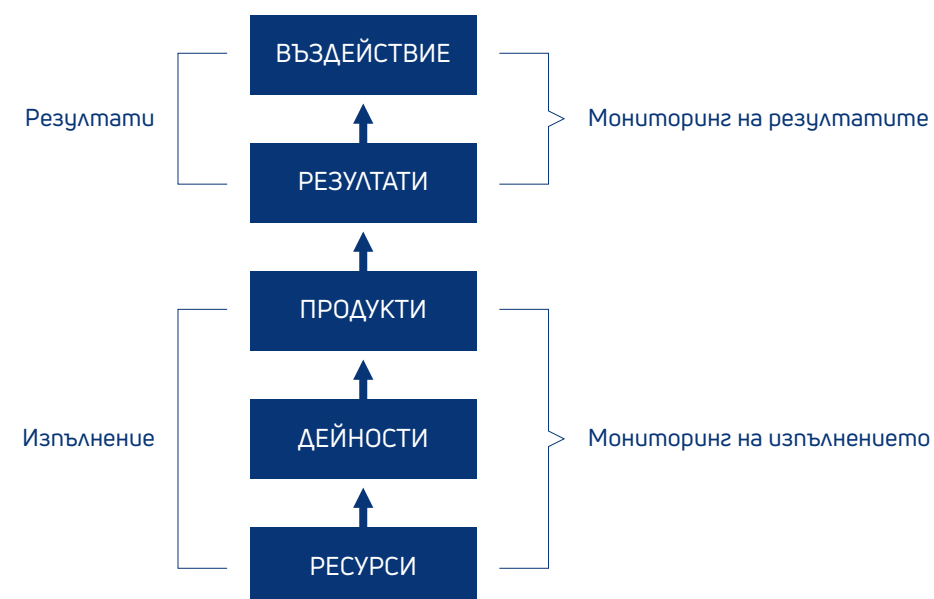 ВЪЗДЕЙСТВИЕ
Резултати
Мониторинг на резултатите
РЕЗУЛТАТИ
ПРОДУКТИ
Изпълнение
ДЕЙНОСТИ
Мониторинг на изпълнението
РЕСУРСИ